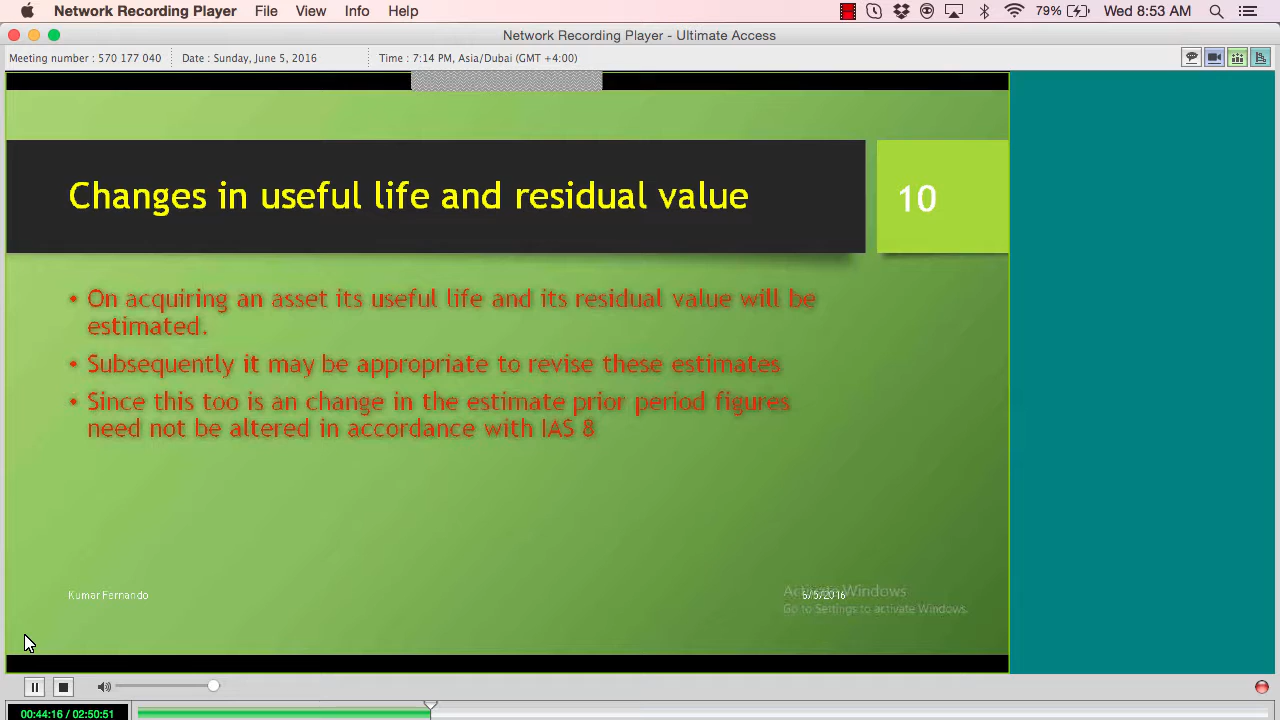 Network Recording Player File View Info Help 79% Wed 8:53 AM
Network Recording Player - Ultimate Access
Meeting number : 570 177 040 Date : Sunday, June 5, 2016 Time : 7:14 PM, Asia/Dubai (GMT +4:00)
Changes in useful life and residual value
10
• On acquiring an asset its useful life and its residual value will be
estimated.
• Subsequently it may be appropriate to revise these estimates
• Since this too is an change in the estimate prior period figures
need not be altered in accordance with IAS 8
Kumar Fernando
6/5/2016
Activate Windows
Go to Settings to activate Windows.
00:44:16 / 02:50:51